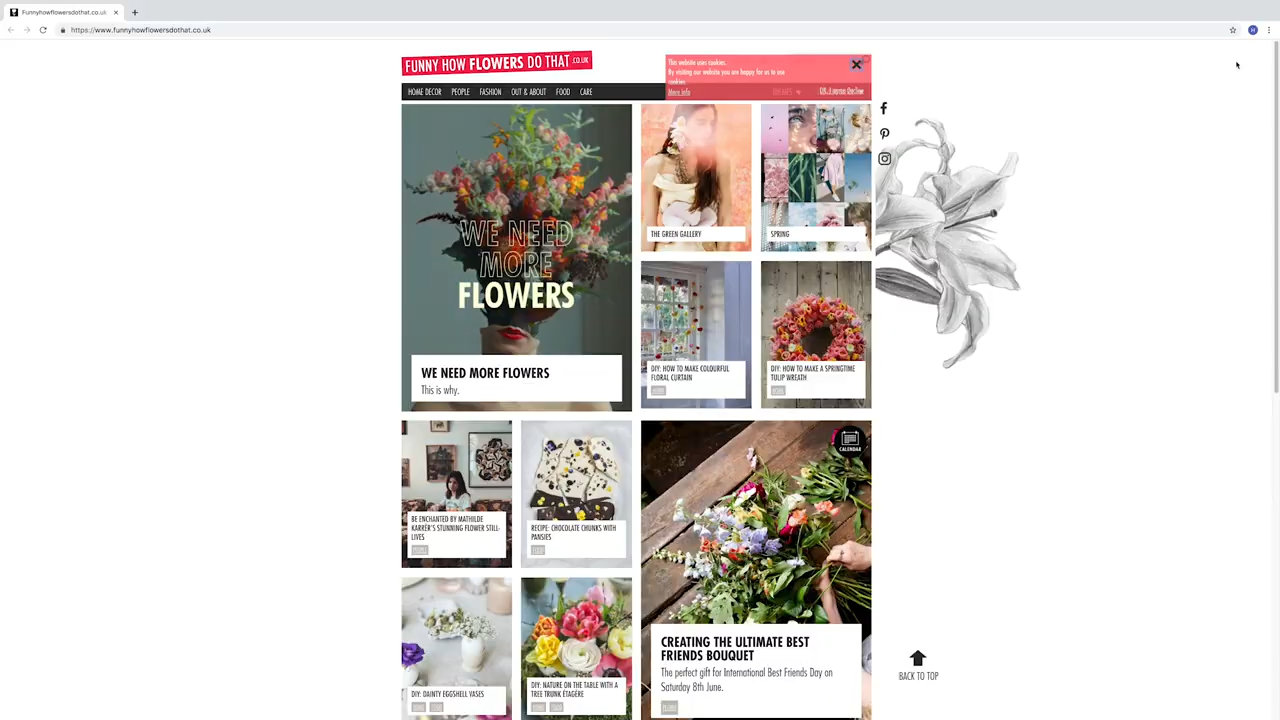 Funnyhowflowersdothat.co.uk
https://www.funnyhowflowersdothat.co.uk
H
FUNNY HOW FLOWERS DO THAT .CO.UK
This website uses cookies.
By visiting our website you are happy for us to use
cookies.
More info
HOME DECOR PEOPLE FASHION OUT & ABOUT FOOD CARE THEMES
WE NEED
MORE
FLOWERS
WE NEED MORE FLOWERS
This is why.
THE GREEN GALLERY
SPRING
DIY: HOW TO MAKE COLOURFUL
FLORAL CURTAIN
DIY: HOW TO MAKE A SPRINGTIME
TULIP WREATH
BE ENCHANTED BY MATHILDE
KARRÈR'S STUNNING FLOWER STILL-
LIVES
PEOPLE
RECIPE: CHOCOLATE CHUNKS WITH
PANSIES
FOOD
CALENDAR
CREATING THE ULTIMATE BEST
FRIENDS BOUQUET
The perfect gift for International Best Friends Day on
Saturday 8th June.
PEOPLE
DIY: DAINTY EGGSHELL VASES
DIY: NATURE ON THE TABLE WITH A
TREE TRUNK ÉTAGÈRE
BACK TO TOP